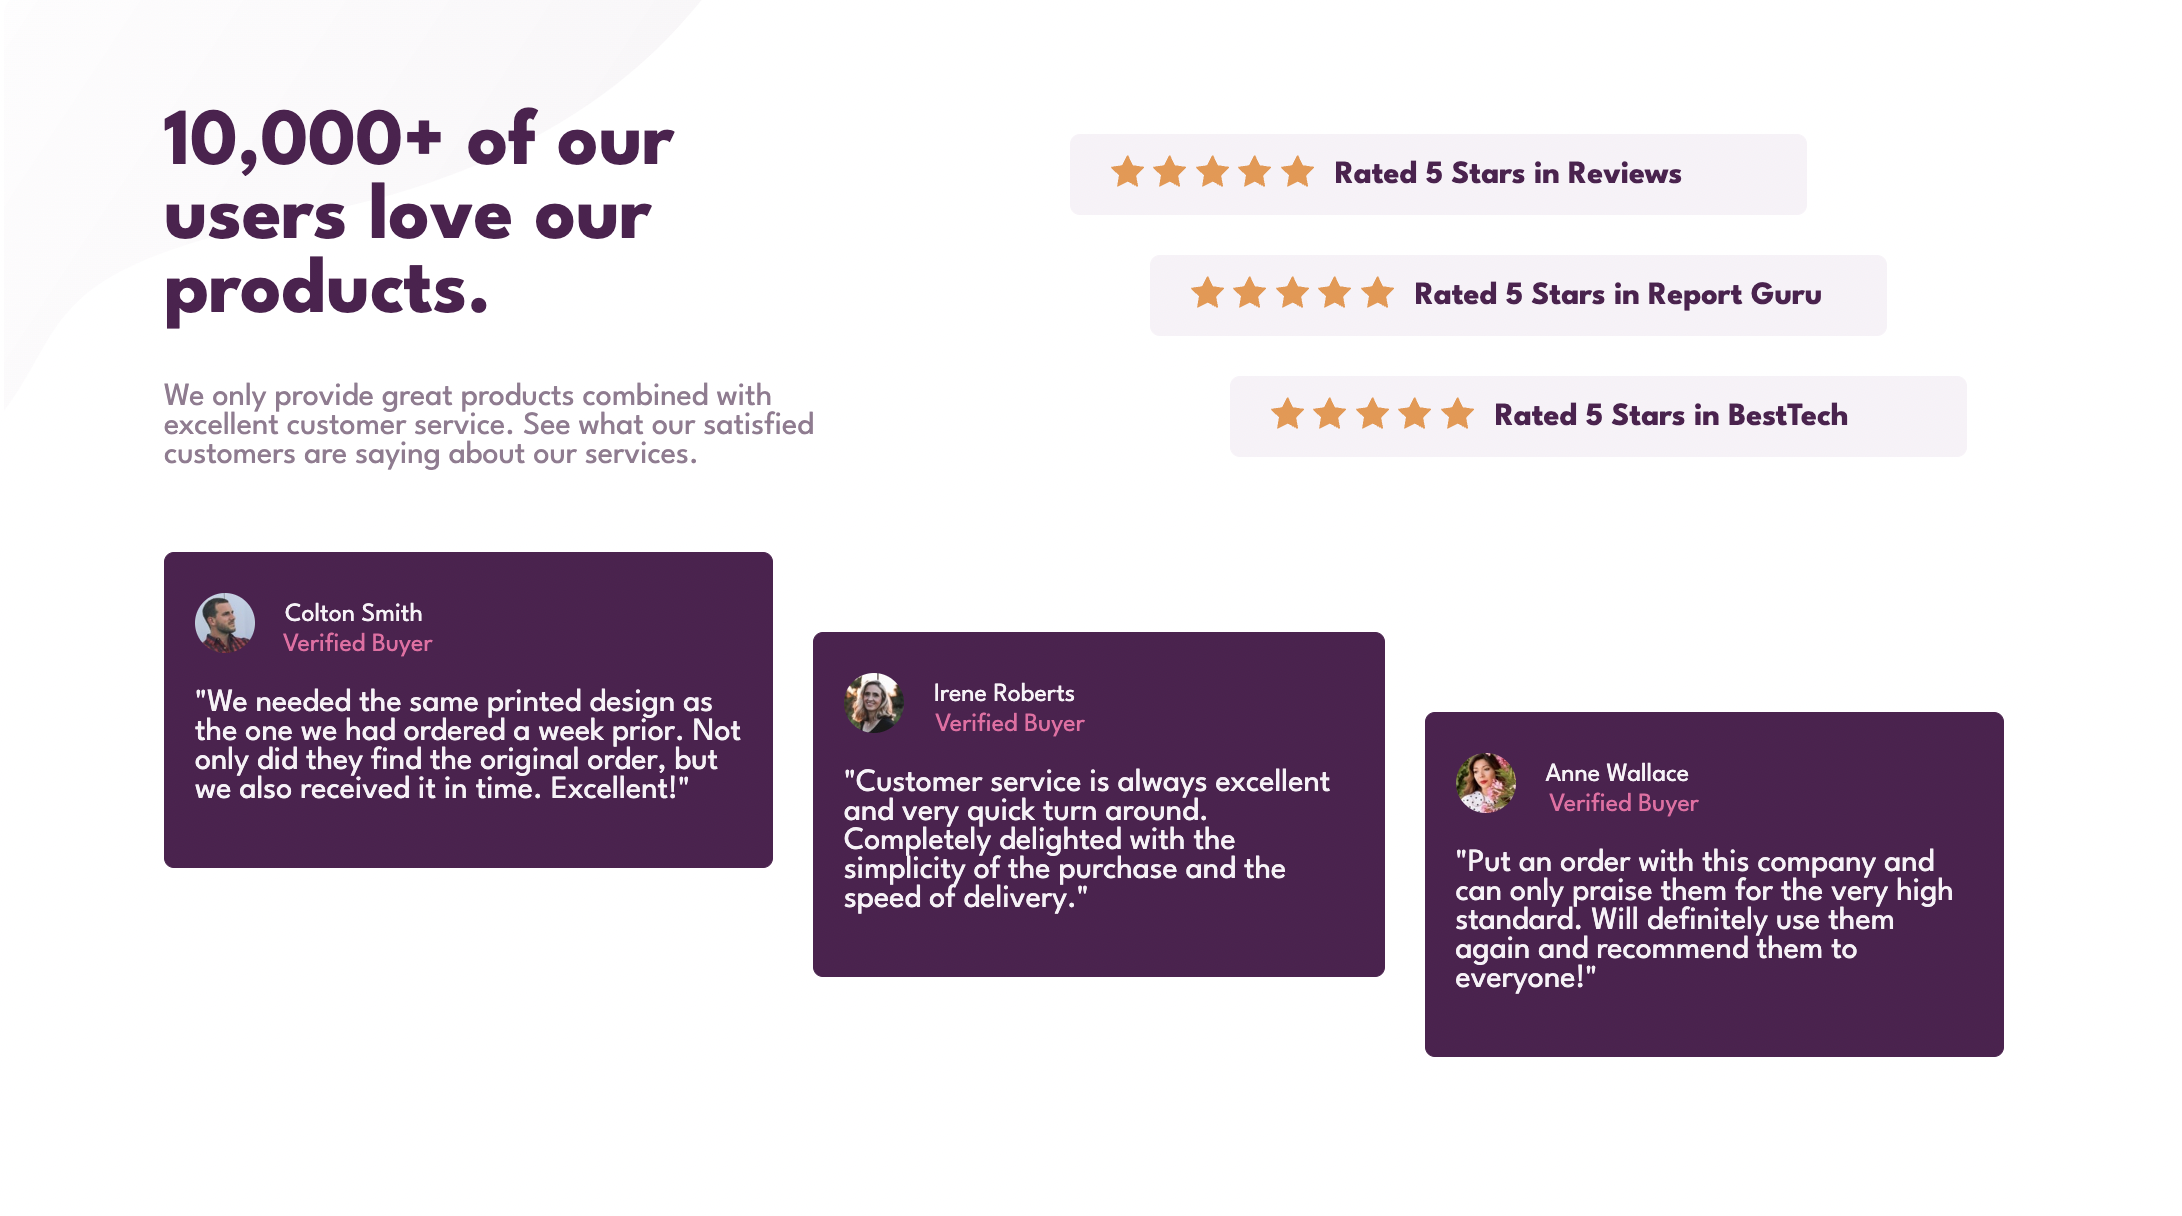 10,000+ of our
users love our
products.
We only provide great products combined with
excellent customer service. See what our satisfied
customers are saying about our services.
Rated 5 Stars in Reviews
Rated 5 Stars in Report Guru
Rated 5 Stars in BestTech
Colton Smith
Verified Buyer
"We needed the same printed design as
the one we had ordered a week prior. Not
only did they find the original order, but
we also received it in time. Excellent!"
Irene Roberts
Verified Buyer
"Customer service is always excellent
and very quick turn around.
Completely delighted with the
simplicity of the purchase and the
speed of delivery."
Anne Wallace
Verified Buyer
"Put an order with this company and
can only praise them for the very high
standard. Will definitely use them
again and recommend them to
everyone!"